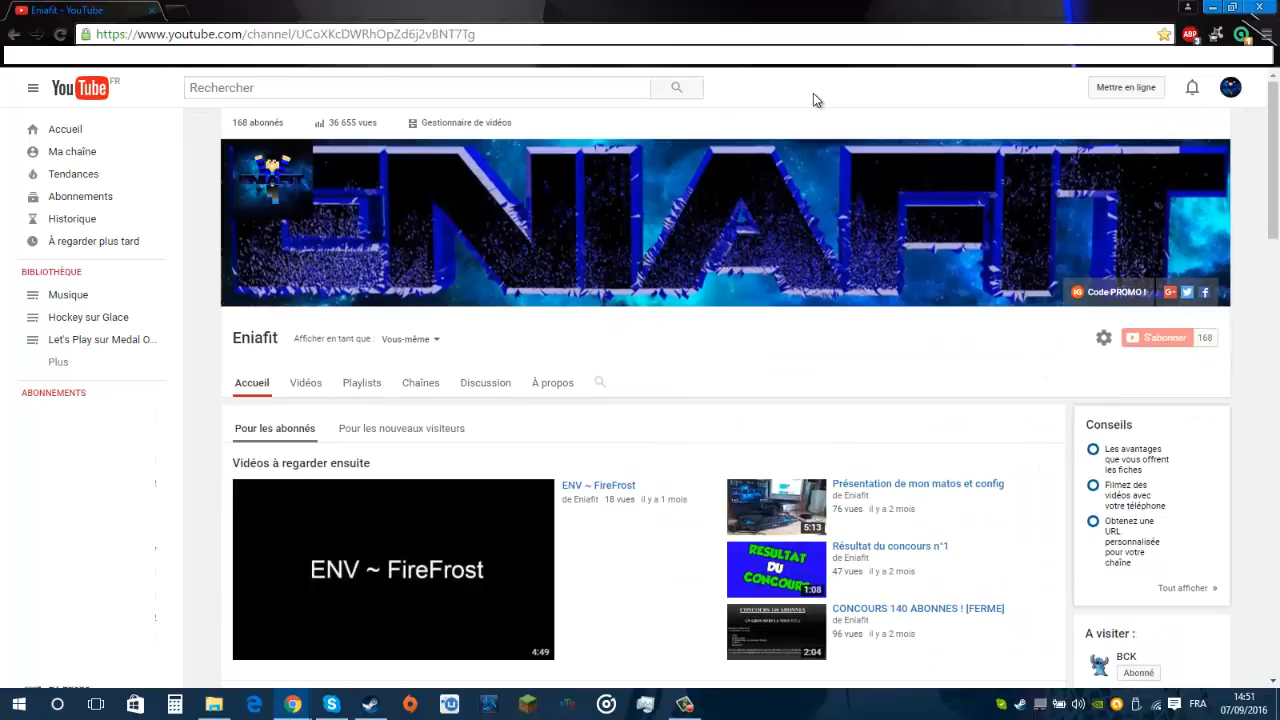 Eniafit - YouTube
https://www.youtube.com/channel/UCoXKcDWRhOpZd6j2vBNT7Tg
ABP
You Tube FR
Rechercher
Mettre en ligne
168 abonnés
36 655 vues
Gestionnaire de vidéos
Accueil
Ma chaîne
Tendances
Abonnements
Historique
À regarder plus tard
BIBLIOTHÈQUE
Musique
Hockey sur Glace
Let's Play sur Medal O...
Plus
ABONNEMENTS
ENIAFIT
Code PROMO !
Eniafit
Afficher en tant que : Vous-même
S'abonner 168
Accueil
Vidéos
Playlists
Chaînes
Discussion
À propos
Pour les abonnés
Pour les nouveaux visiteurs
Vidéos à regarder ensuite
ENV ~ FireFrost
4:49
ENV ~ FireFrost
de Eniafit 18 vues il y a 1 mois
5:13
Présentation de mon matos et config
de Eniafit
76 vues il y a 2 mois
RESULTAT
DU
CONCOURS
1:08
Résultat du concours n°1
de Eniafit
47 vues il y a 2 mois
CONCOURS 140 ABONNES
2:04
CONCOURS 140 ABONNES ! [FERME]
de Eniafit
96 vues il y a 2 mois
Conseils
Les avantages
que vous offrent
les fiches
Filmez des
vidéos avec
votre téléphone
Obtenez une
URL
personnalisée
pour votre
chaîne
Tout afficher »
A visiter :
BCK
Abonné
FRA
14:51
07/09/2016